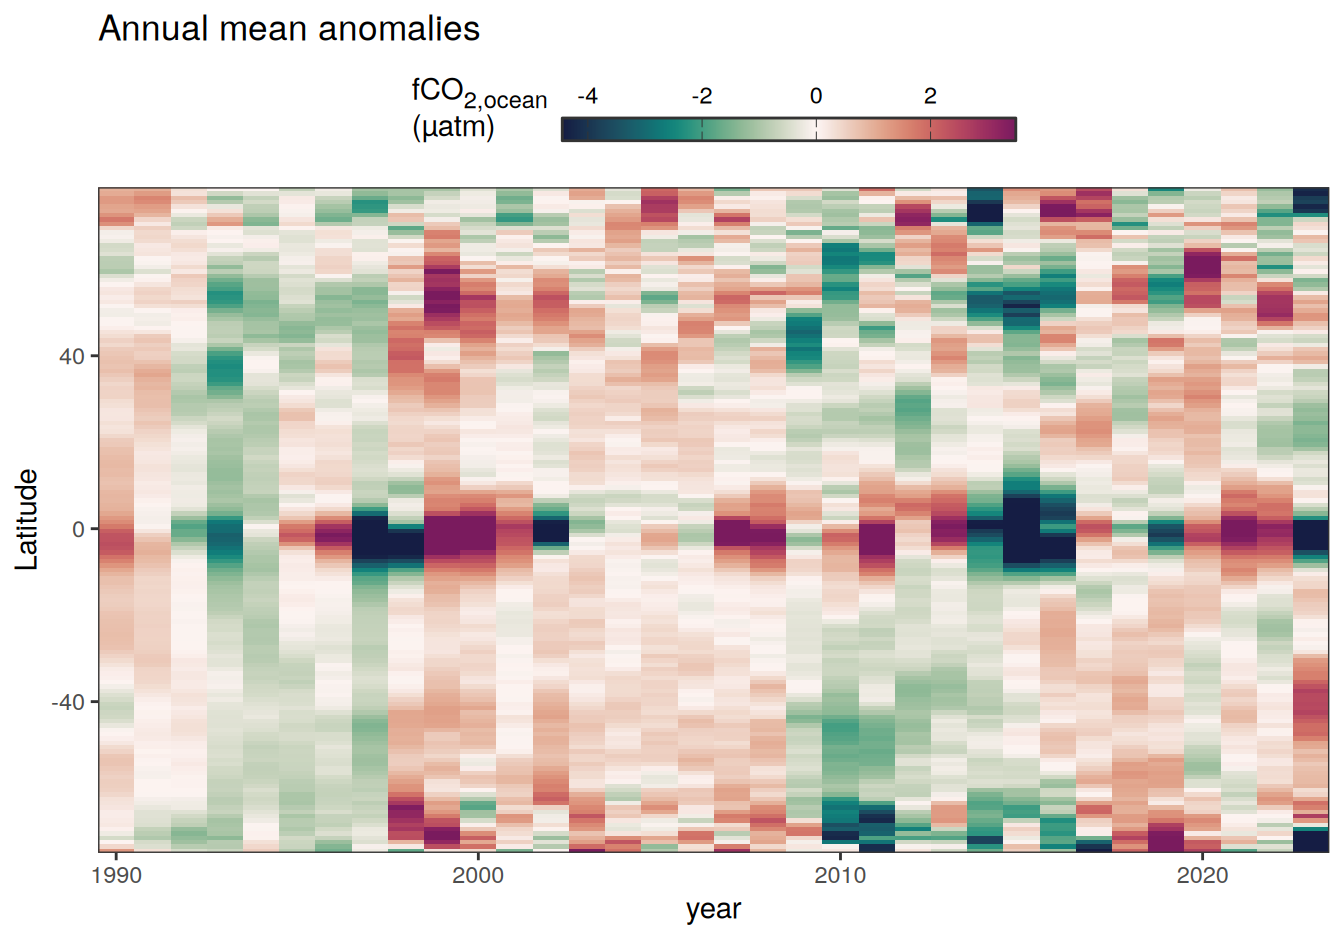 Annual mean anomalies
fCO2,ocean
(µatm)
-4 -2 0 2
Latitude
40
0
-40
1990 2000 2010 2020
year